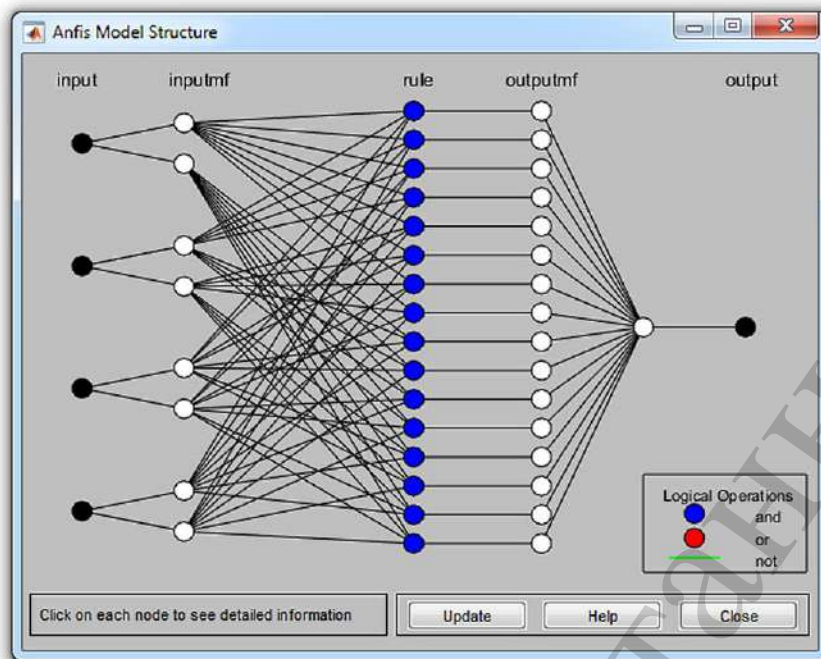 Anfis Model Structure
input inputmf rule outputmf output
Logical Operations
and
or
not
Click on each node to see detailed information
Update Help Close